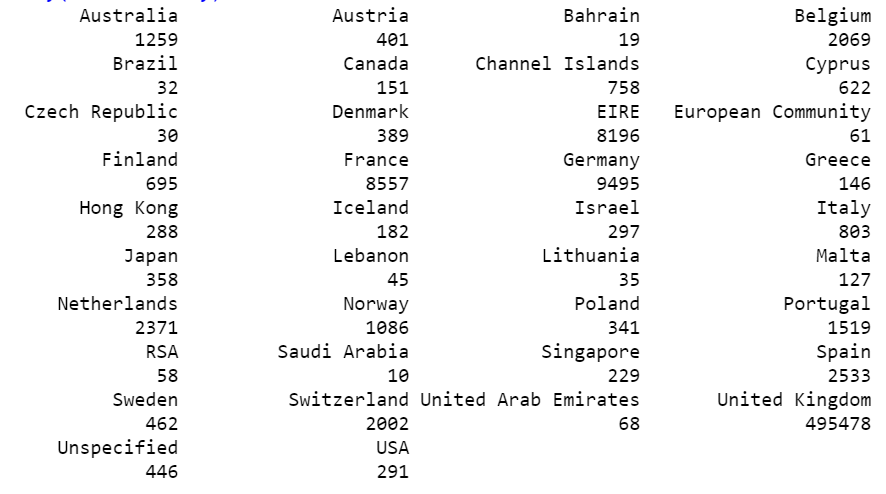 Australia Austria Bahrain Belgium
1259 401 19 2069
Brazil Canada Channel Islands Cyprus
32 151 758 622
Czech Republic Denmark EIRE European Community
30 389 8196 61
Finland France Germany Greece
695 8557 9495 146
Hong Kong Iceland Israel Italy
288 182 297 803
Japan Lebanon Lithuania Malta
358 45 35 127
Netherlands Norway Poland Portugal
2371 1086 341 1519
RSA Saudi Arabia Singapore Spain
58 10 229 2533
Sweden Switzerland United Arab Emirates United Kingdom
462 2002 68 495478
Unspecified USA
446 291